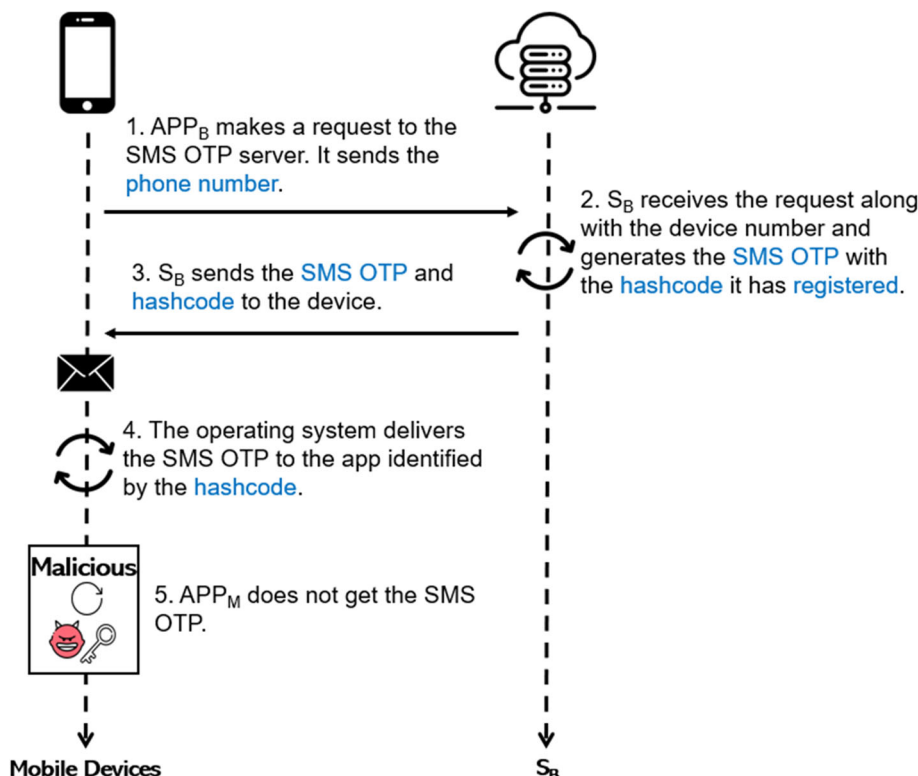 1. APP_B makes a request to the
SMS OTP server. It sends the
phone number.
2. S_B receives the request along
with the device number and
generates the SMS OTP with
the hashcode it has registered.
3. S_B sends the SMS OTP and
hashcode to the device.
4. The operating system delivers
the SMS OTP to the app identified
by the hashcode.
Malicious
5. APP_M does not get the SMS
OTP.
Mobile Devices
S_B